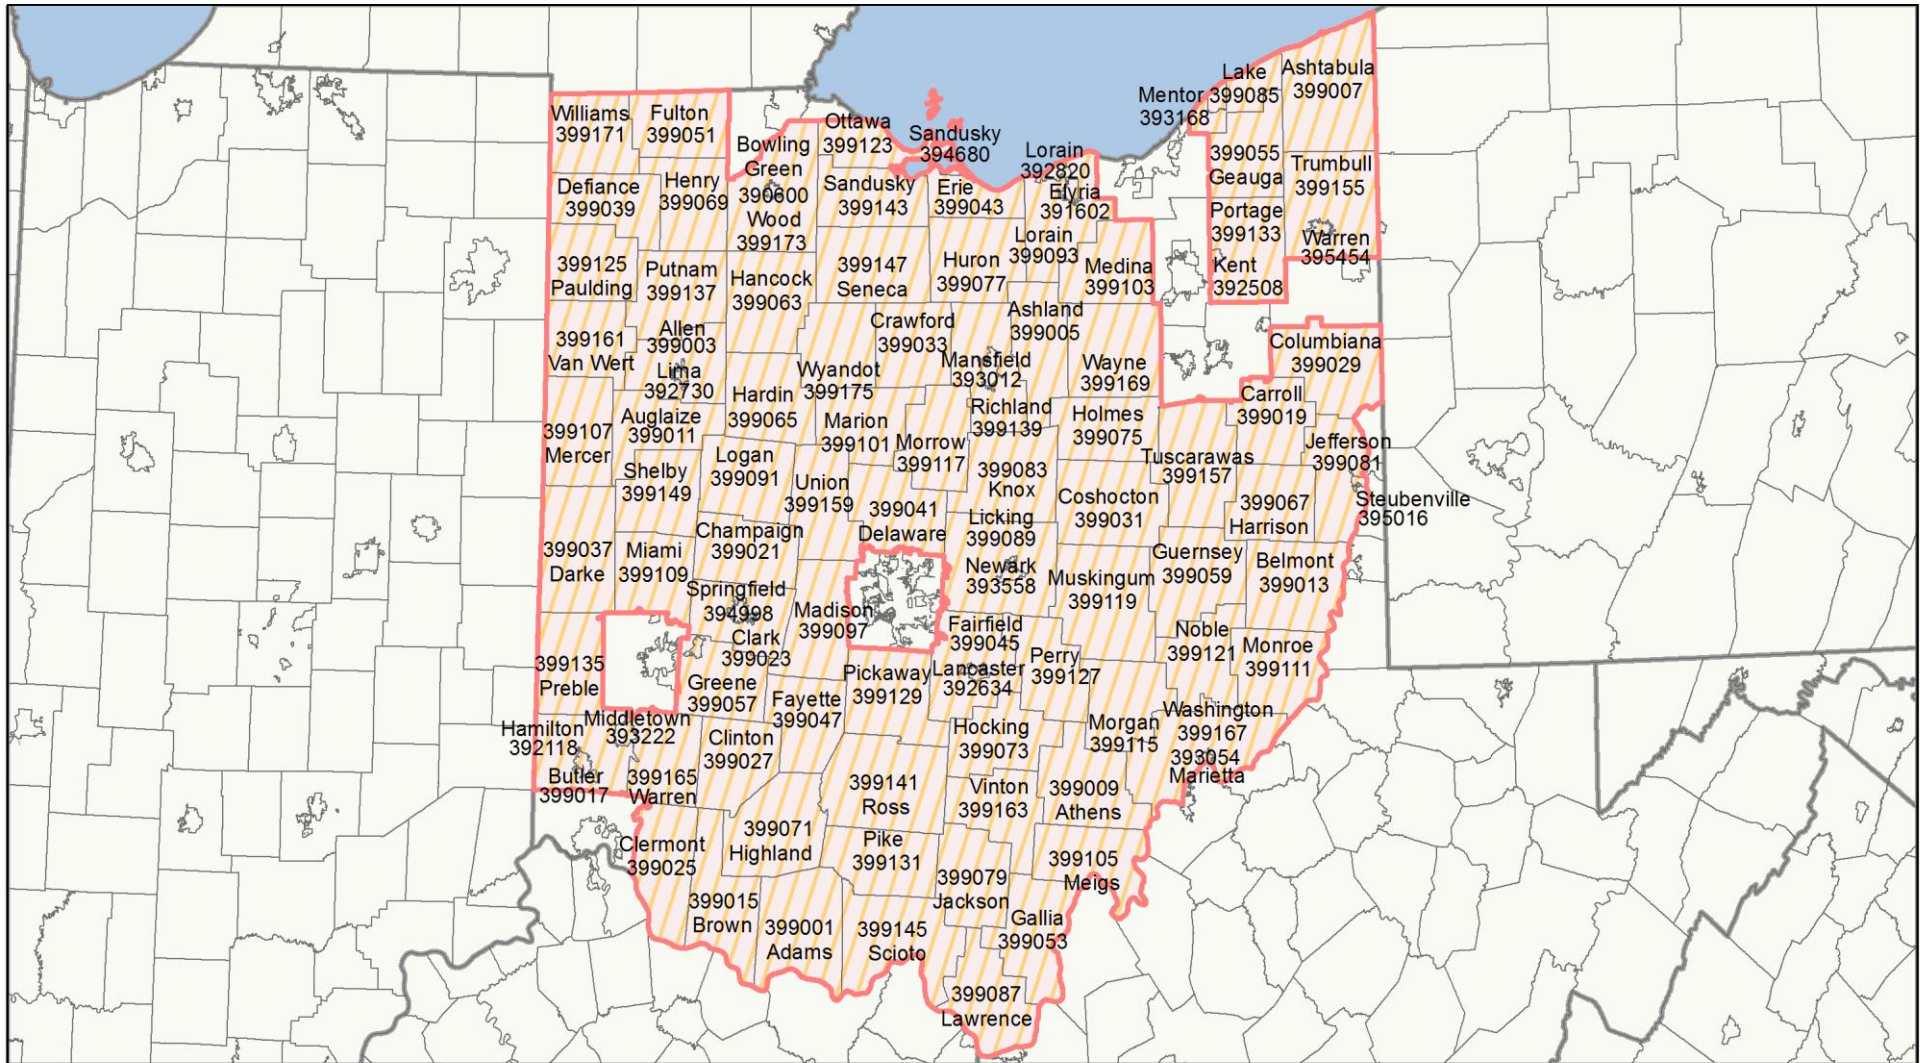 Williams
399171
Fulton
399051
Bowling
Green
390600
Wood
399173
Ottawa
399123
Sandusky
394680
Lorain
392820
Mentor
393168
Lake
399085
Ashtabula
399007
Defiance
399039
Henry
399069
Sandusky
399143
Erie
399043
Elyria
391602
399055
Geauga
Trumbull
399155
Portage
399133
Warren
395454
Kent
392508
399125
Paulding
Putnam
399137
Hancock
399063
399147
Seneca
Huron
399077
Lorain
399093
Medina
399103
399161
Van Wert
Allen
399003
Lima
392730
Crawford
399033
Ashland
399005
Mansfield
393012
Wayne
399169
Columbiana
399029
Wyandot
399175
Hardin
399065
Richland
399139
Holmes
399075
Carroll
399019
399107
Mercer
Auglaize
399011
Marion
399101
Morrow
399117
Jefferson
399081
Shelby
399149
Logan
399091
Union
399159
399083
Knox
Tuscarawas
399157
399041
Delaware
Coshocton
399031
399067
Harrison
Steubenville
395016
Champaign
399021
Licking
399089
399037
Darke
Miami
399109
Newark
393558
Muskingum
399119
Guernsey
399059
Belmont
399013
Springfield
394998
Madison
399097
Clark
399023
Fairfield
399045
Noble
399121
Monroe
399111
399135
Preble
Greene
399057
Pickaway
399129
Lancaster
392634
Perry
399127
Fayette
399047
Hamilton
392118
Middletown
393222
Clinton
399027
Hocking
399073
Morgan
399115
Washington
399167
393054
Marietta
Butler
399017
399165
Warren
399141
Ross
Vinton
399163
399009
Athens
Clermont
399025
399071
Highland
Pike
399131
399105
Meigs
399079
Jackson
399015
Brown
399001
Adams
399145
Scioto
Gallia
399053
399087
Lawrence